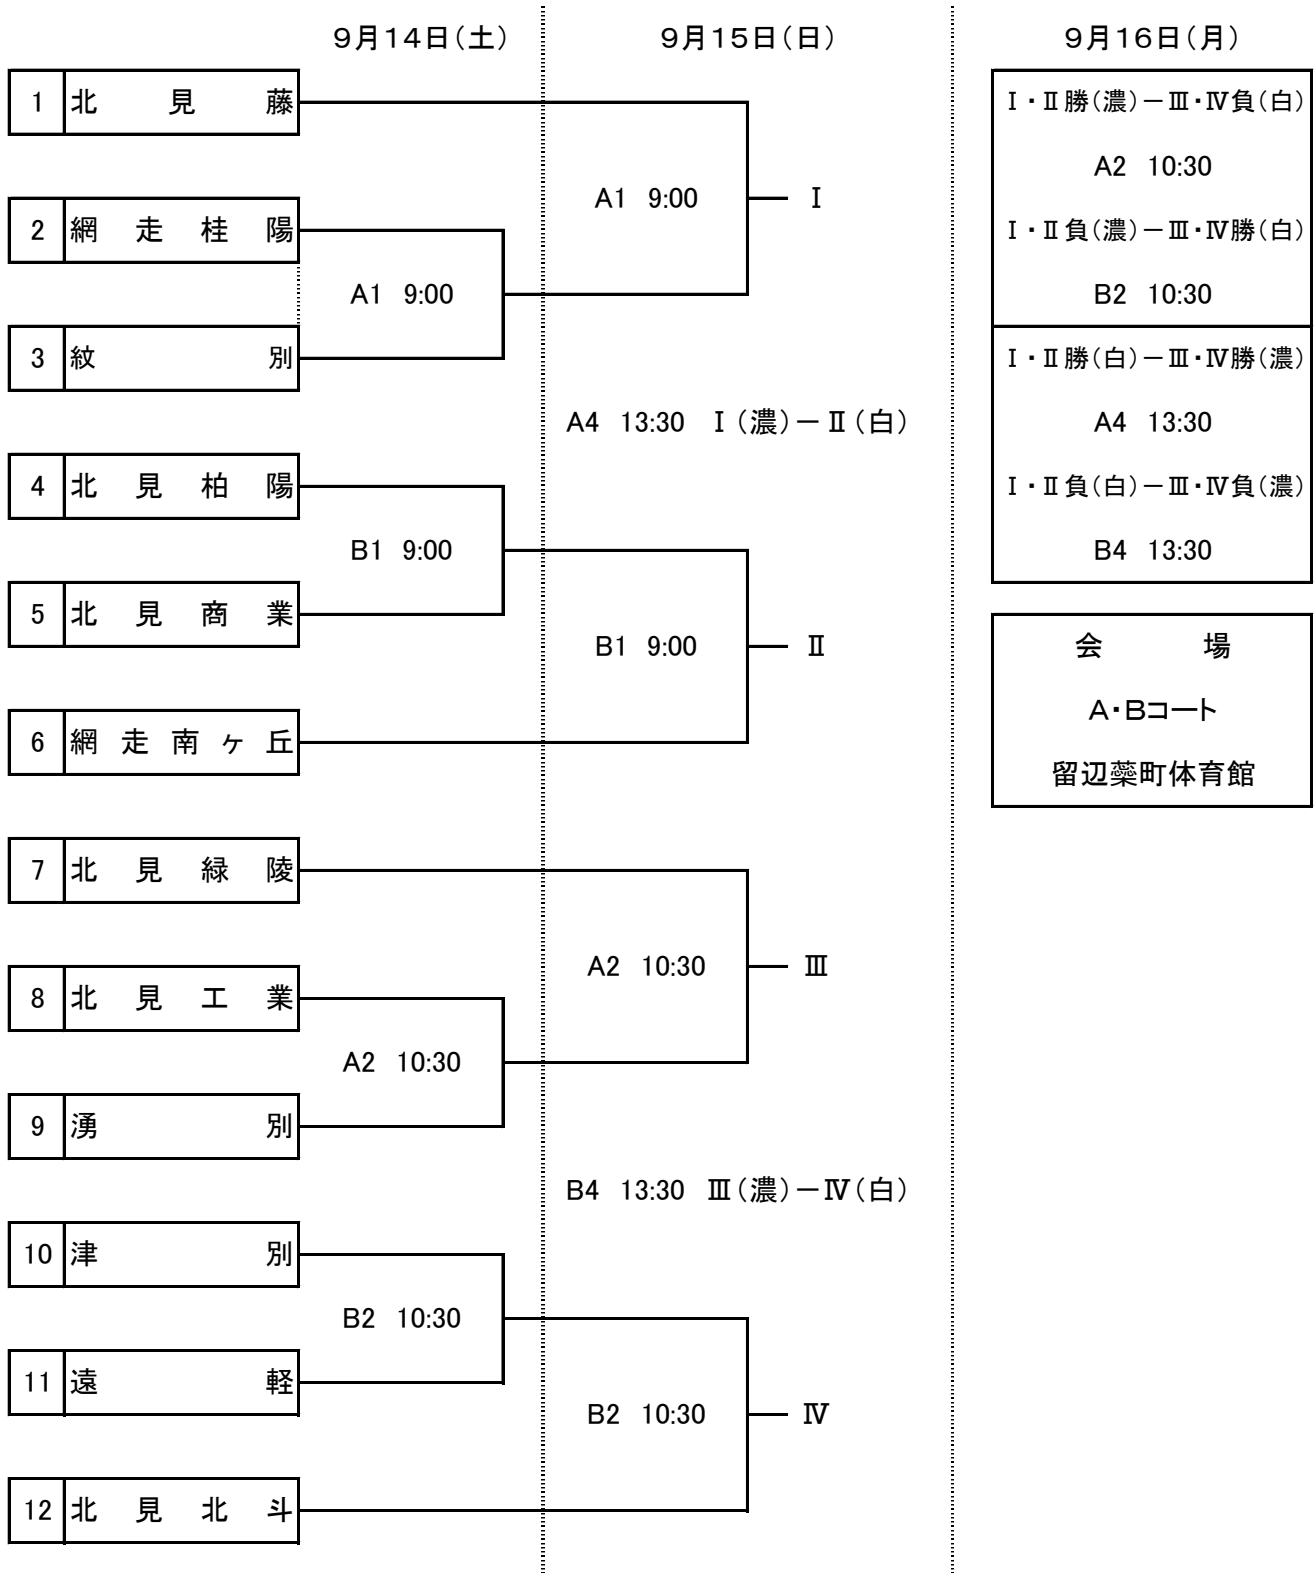 9月14日(土)
9月15日(日)
9月16日(月)
1 北見藤
2 網走桂陽
3 紋別
4 北見柏陽
5 北見商業
6 網走南ヶ丘
7 北見緑陵
8 北見工業
9 湧別
10 津別
11 遠軽
12 北見北斗
A1 9:00
B1 9:00
A2 10:30
B2 10:30
A1 9:00
Ⅰ
A4 13:30 Ⅰ(濃)-Ⅱ(白)
B1 9:00
Ⅱ
A2 10:30
Ⅲ
B4 13:30 Ⅲ(濃)-Ⅳ(白)
B2 10:30
Ⅳ
Ⅰ・Ⅱ勝(濃)-Ⅲ・Ⅳ負(白)
A2 10:30
Ⅰ・Ⅱ負(濃)-Ⅲ・Ⅳ勝(白)
B2 10:30
Ⅰ・Ⅱ勝(白)-Ⅲ・Ⅳ勝(濃)
A4 13:30
Ⅰ・Ⅱ負(白)-Ⅲ・Ⅳ負(濃)
B4 13:30
会場
A・Bコート
留辺蘂町体育館